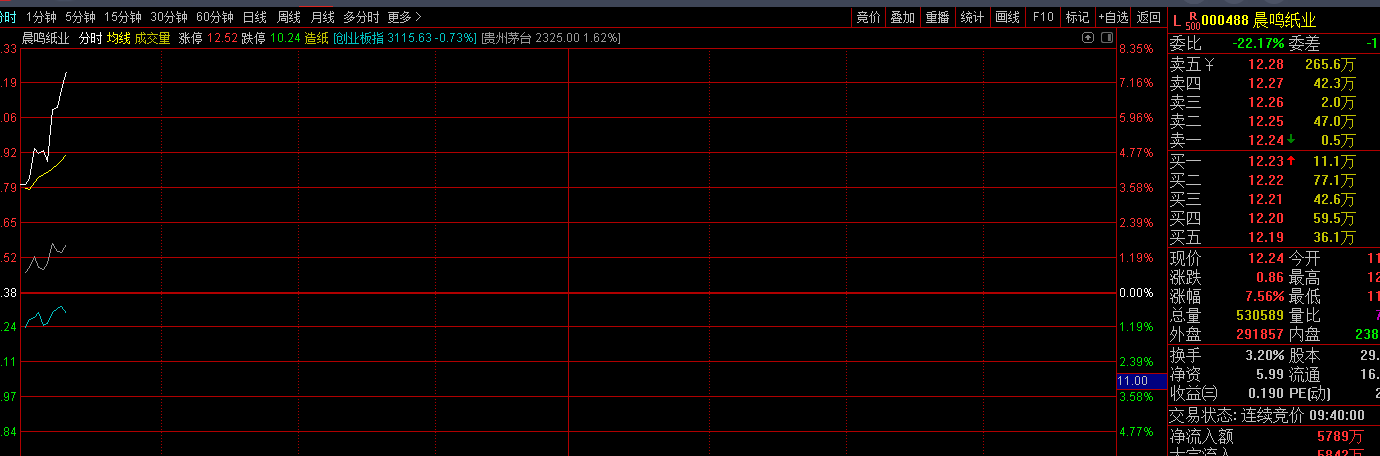 时 1分钟 5分钟 15分钟 30分钟 60分钟 日线 周线 月线 多分时 更多 > 竞价 叠加 重播 统计 画线 F10 标记 +自选 返回
晨鸣纸业 分时 均线 成交量 涨停 12.52 跌停 10.24 造纸 [创业板指 3115.63 -0.73%] [贵州茅台 2325.00 1.62%]
.33 8.35%
.19 7.16%
.06 5.96%
.92 4.77%
.79 3.58%
.65 2.39%
.52 1.19%
.38 0.00%
.24 1.19%
.11 2.39%
11.00
.97 3.58%
.84 4.77%
L R 500 000488 晨鸣纸业
委比 -22.17% 委差 -1
卖五 ¥ 12.28 265.6万
卖四 12.27 42.3万
卖三 12.26 2.0万
卖二 12.25 47.0万
卖一 12.24 ↓ 0.5万
买一 12.23 ↑ 11.1万
买二 12.22 77.1万
买三 12.21 42.6万
买四 12.20 59.5万
买五 12.19 36.1万
现价 12.24 今开 11
涨跌 0.86 最高 12
涨幅 7.56% 最低 11
总量 530589 量比 7
外盘 291857 内盘 238
换手 3.20% 股本 29.
净资 5.99 流通 16.
收益㈢ 0.190 PE(动) 2
交易状态: 连续竞价 09:40:00
净流入额 5789万
大宗流入 5842万